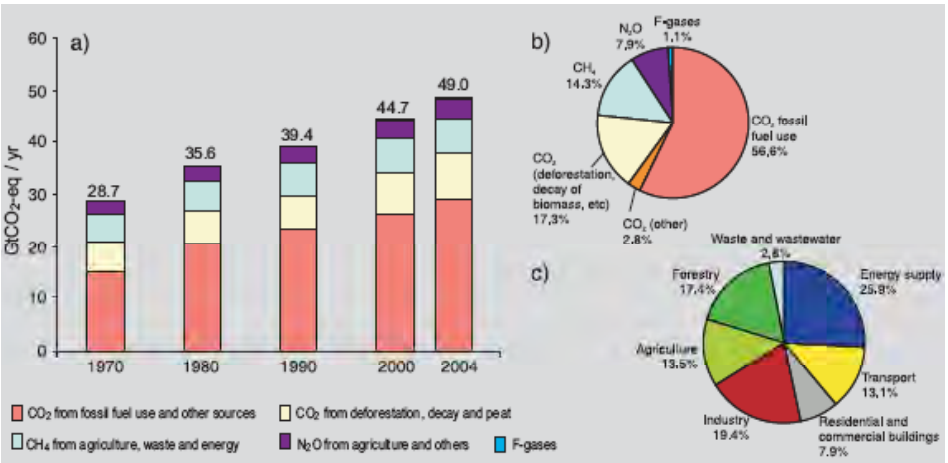 a)
GtCO2-eq / yr
60
50
40
30
20
10
0
28.7
35.6
39.4
44.7
49.0
1970
1980
1990
2000
2004
CO₂ from fossil fuel use and other sources
CO₂ from deforestation, decay and peat
CH₄ from agriculture, waste and energy
N₂O from agriculture and others
F-gases
b)
F-gases
1,1%
N₂O
7,9%
CH₄
14.3%
CO₂ fossil
fuel use
56,6%
CO₂
(deforestation,
decay of
biomass, etc)
17,3%
CO₂ (other)
2.8%
c)
Waste and wastewater
2,8%
Forestry
17.4%
Energy supply
25.9%
Agriculture
13.5%
Transport
13,1%
Industry
19.4%
Residential and
commercial buildings
7.9%